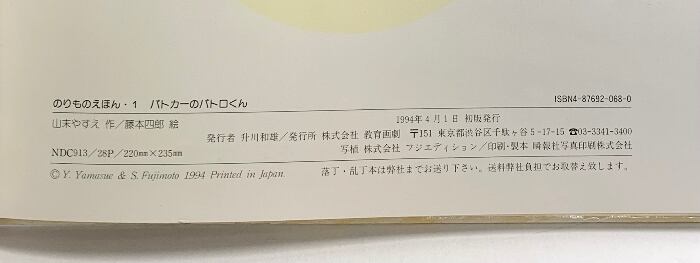 のりものえほん・1 パトカーのパトロくん
ISBN4-87692-068-0
山末やすえ 作／藤本四郎 絵
1994年4月1日 初版発行
発行者 升川和雄／発行所 株式会社 教育画劇 〒151 東京都渋谷区千駄ヶ谷5-17-15 ☎03-3341-3400
NDC913/28P/220mm×235mm
写植 株式会社 フジエディション／印刷・製本 瞬報社写真印刷株式会社
© Y. Yamasue & S. Fujimoto 1994 Printed in Japan.
落丁・乱丁本は弊社までお送り下さい。送料弊社負担でお取替え致します。